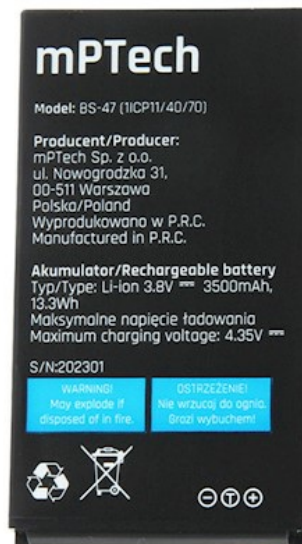 mPTech
Model: BS-47 (1ICP11/40/70)
Producent/Producer:
mPTech Sp. z o.o.
ul. Nowogrodzka 31,
00-511 Warszawa
Polska/Poland
Wyprodukowano w P.R.C.
Manufactured in P.R.C.
Akumulator/Rechargeable battery
Typ/Type: Li-ion 3.8V ⎓ 3500mAh,
13.3Wh
Maksymalne napięcie ładowania
Maximum charging voltage: 4.35V ⎓
S/N:202301
WARNING!
May explode if
disposed of in fire.
OSTRZEŻENIE!
Nie wrzucaj do ognia.
Grozi wybuchem!
- T +